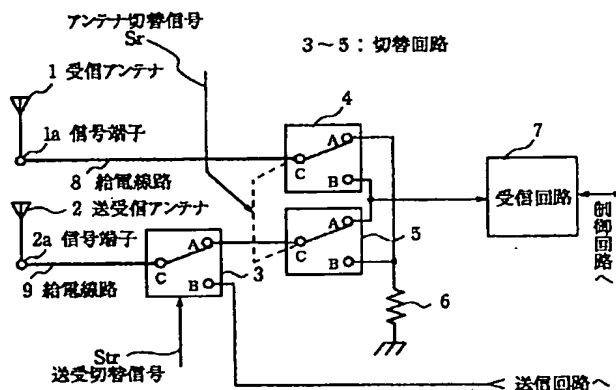 アンテナ切替信号
Sr
3～5：切替回路
1 受信アンテナ
4
7
1a 信号端子
A
C
B
8 給電線路
受信回路
制御回路へ
2 送受信アンテナ
2a 信号端子
A
C
B
3
A
C
B
5
9 給電線路
6
Str
送受切替信号
送信回路へ